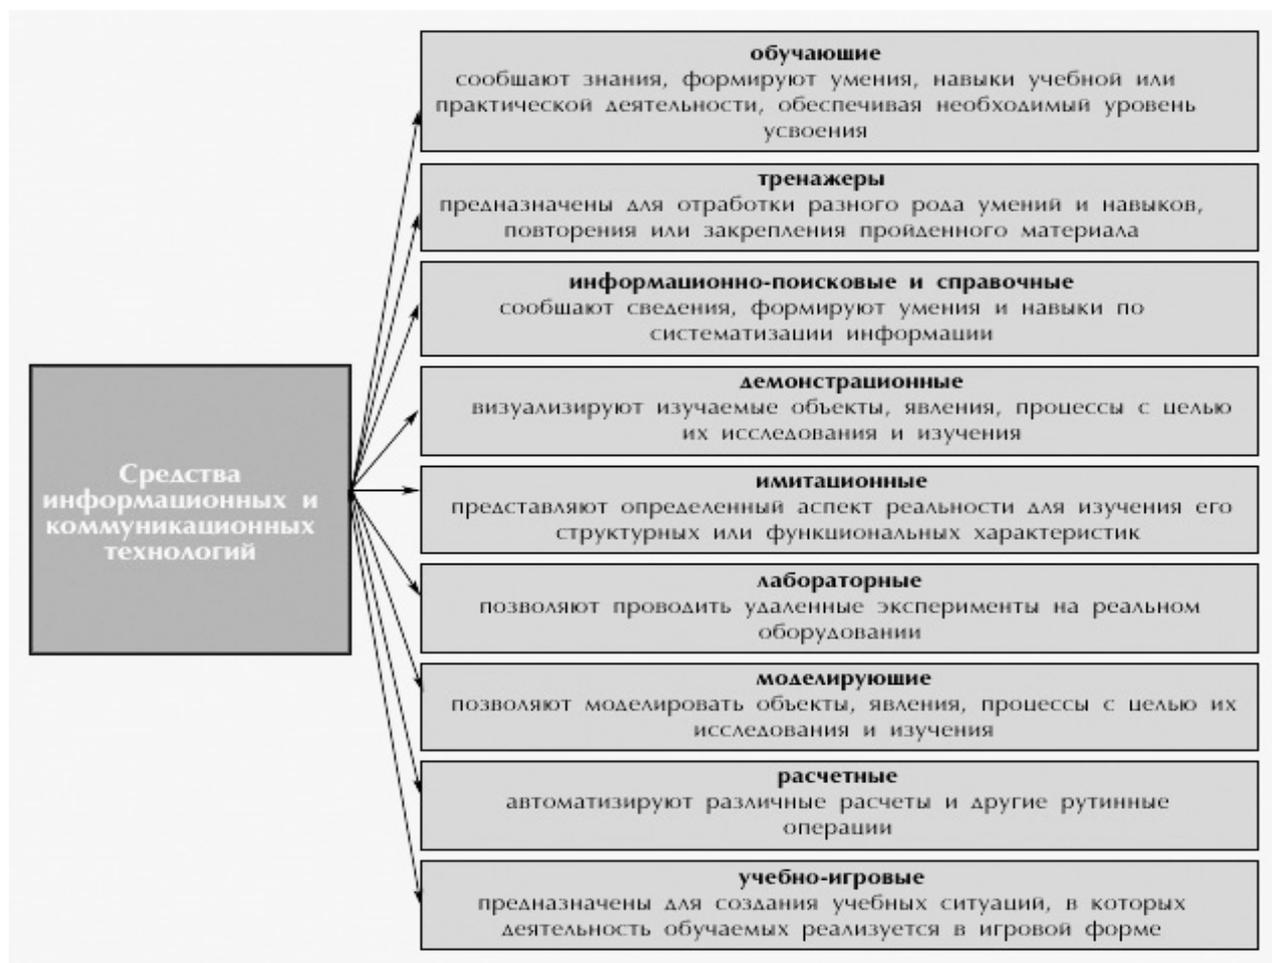 обучающие
сообщают знания, формируют умения, навыки учебной или
практической деятельности, обеспечивая необходимый уровень
усвоения
тренажеры
предназначены для отработки разного рода умений и навыков,
повторения или закрепления пройденного материала
информационно-поисковые и справочные
сообщают сведения, формируют умения и навыки по
систематизации информации
демонстрационные
визуализируют изучаемые объекты, явления, процессы с целью
их исследования и изучения
Средства
информационных и
коммуникационных
технологий
имитационные
представляют определенный аспект реальности для изучения его
структурных или функциональных характеристик
лабораторные
позволяют проводить удаленные эксперименты на реальном
оборудовании
моделирующие
позволяют моделировать объекты, явления, процессы с целью их
исследования и изучения
расчетные
автоматизируют различные расчеты и другие рутинные
операции
учебно-игровые
предназначены для создания учебных ситуаций, в которых
деятельность обучаемых реализуется в игровой форме